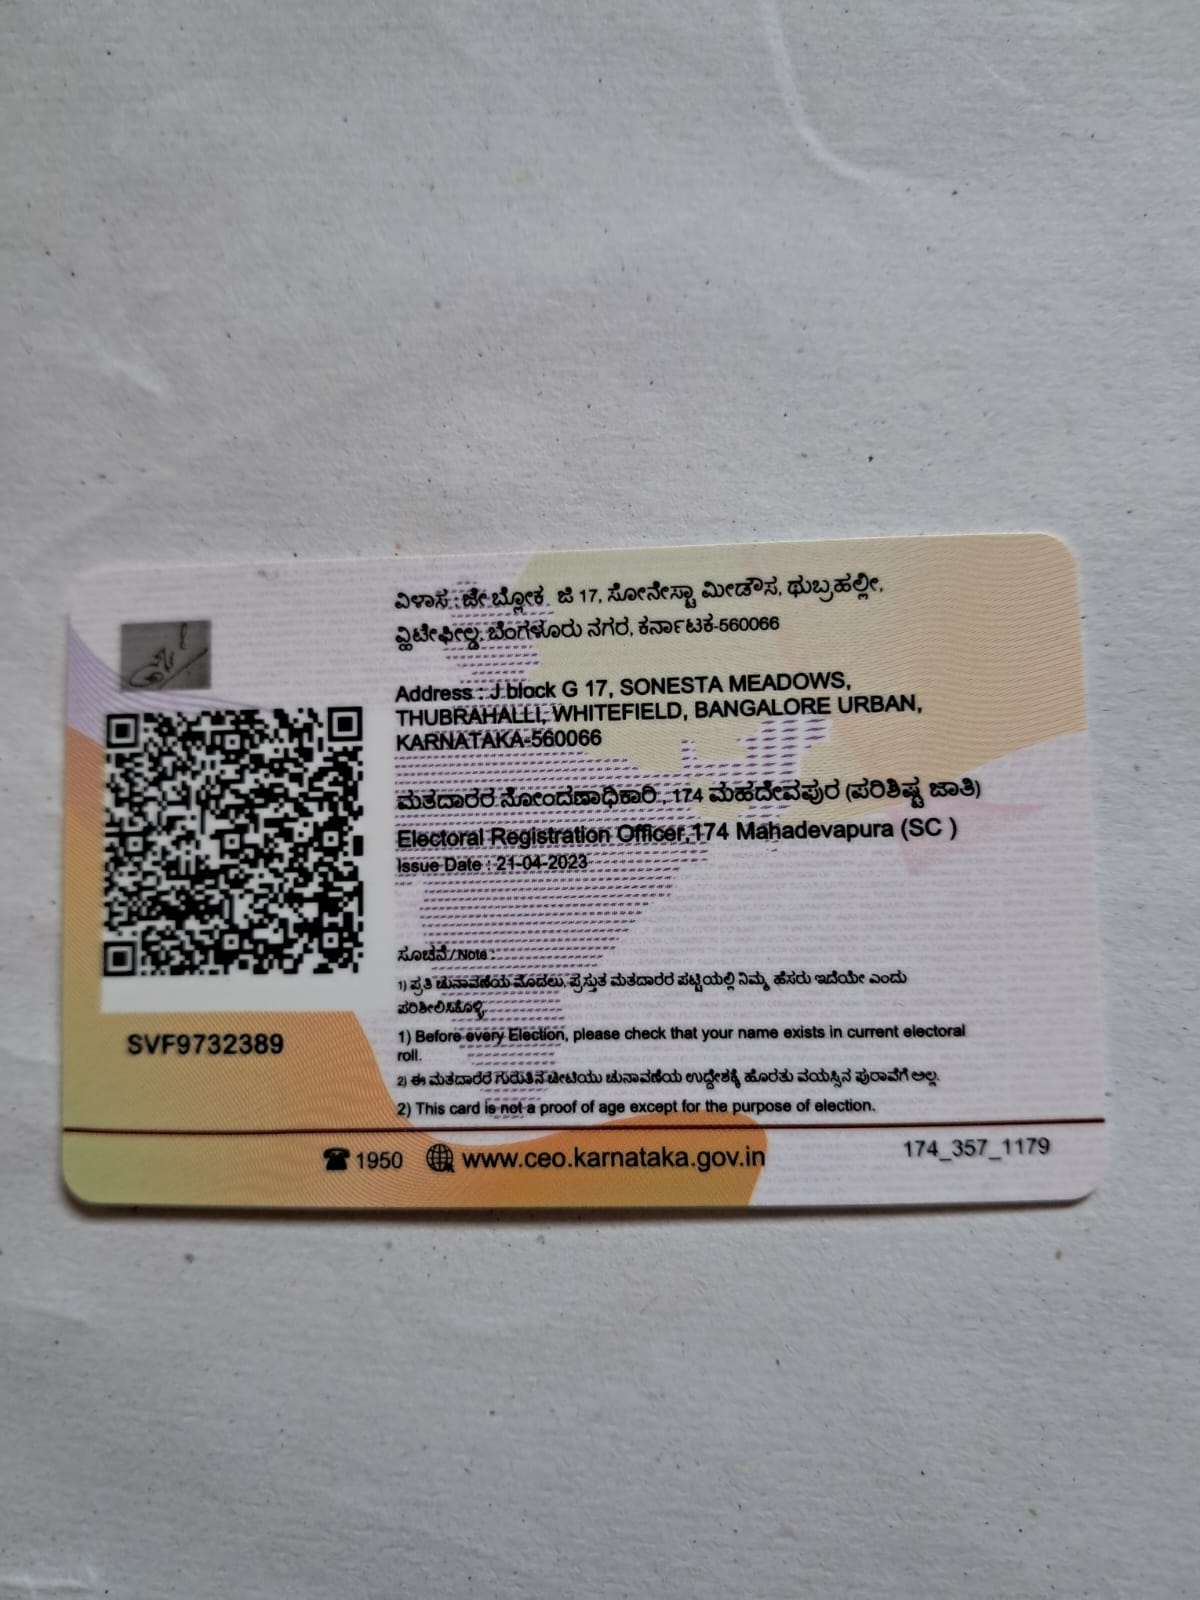 ವಿಳಾಸ : ಜೇ ಬ್ಲೋಕ ಜಿ 17, ಸೋನೇಸ್ಟಾ ಮೀಡೌಸ, ಥುಬ್ರಹಲ್ಲೀ,
ವ್ಹಿಟೇಫೀಲ್ಡ, ಬೆಂಗಳೂರು ನಗರ, ಕರ್ನಾಟಕ-560066
Address : J block G 17, SONESTA MEADOWS,
THUBRAHALLI, WHITEFIELD, BANGALORE URBAN,
KARNATAKA-560066
ಮತದಾರರ ನೋಂದಣಾಧಿಕಾರಿ , 174 ಮಹದೇವಪುರ (ಪರಿಶಿಷ್ಟ ಜಾತಿ)
Electoral Registration Officer,174 Mahadevapura (SC )
Issue Date : 21-04-2023
ಸೂಚನೆ / Note :
1) ಪ್ರತಿ ಚುನಾವಣೆಯ ಮೊದಲು, ಪ್ರಸ್ತುತ ಮತದಾರರ ಪಟ್ಟಿಯಲ್ಲಿ ನಿಮ್ಮ ಹೆಸರು ಇದೆಯೇ ಎಂದು
ಪರಿಶೀಲಿಸಿಕೊಳ್ಳಿ.
1) Before every Election, please check that your name exists in current electoral
roll.
2) ಈ ಮತದಾರರ ಗುರುತಿನ ಚೀಟಿಯು ಚುನಾವಣೆಯ ಉದ್ದೇಶಕ್ಕೆ ಹೊರತು ವಯಸ್ಸಿನ ಪುರಾವೆಗೆ ಅಲ್ಲ.
2) This card is not a proof of age except for the purpose of election.
SVF9732389
1950 www.ceo.karnataka.gov.in
174_357_1179